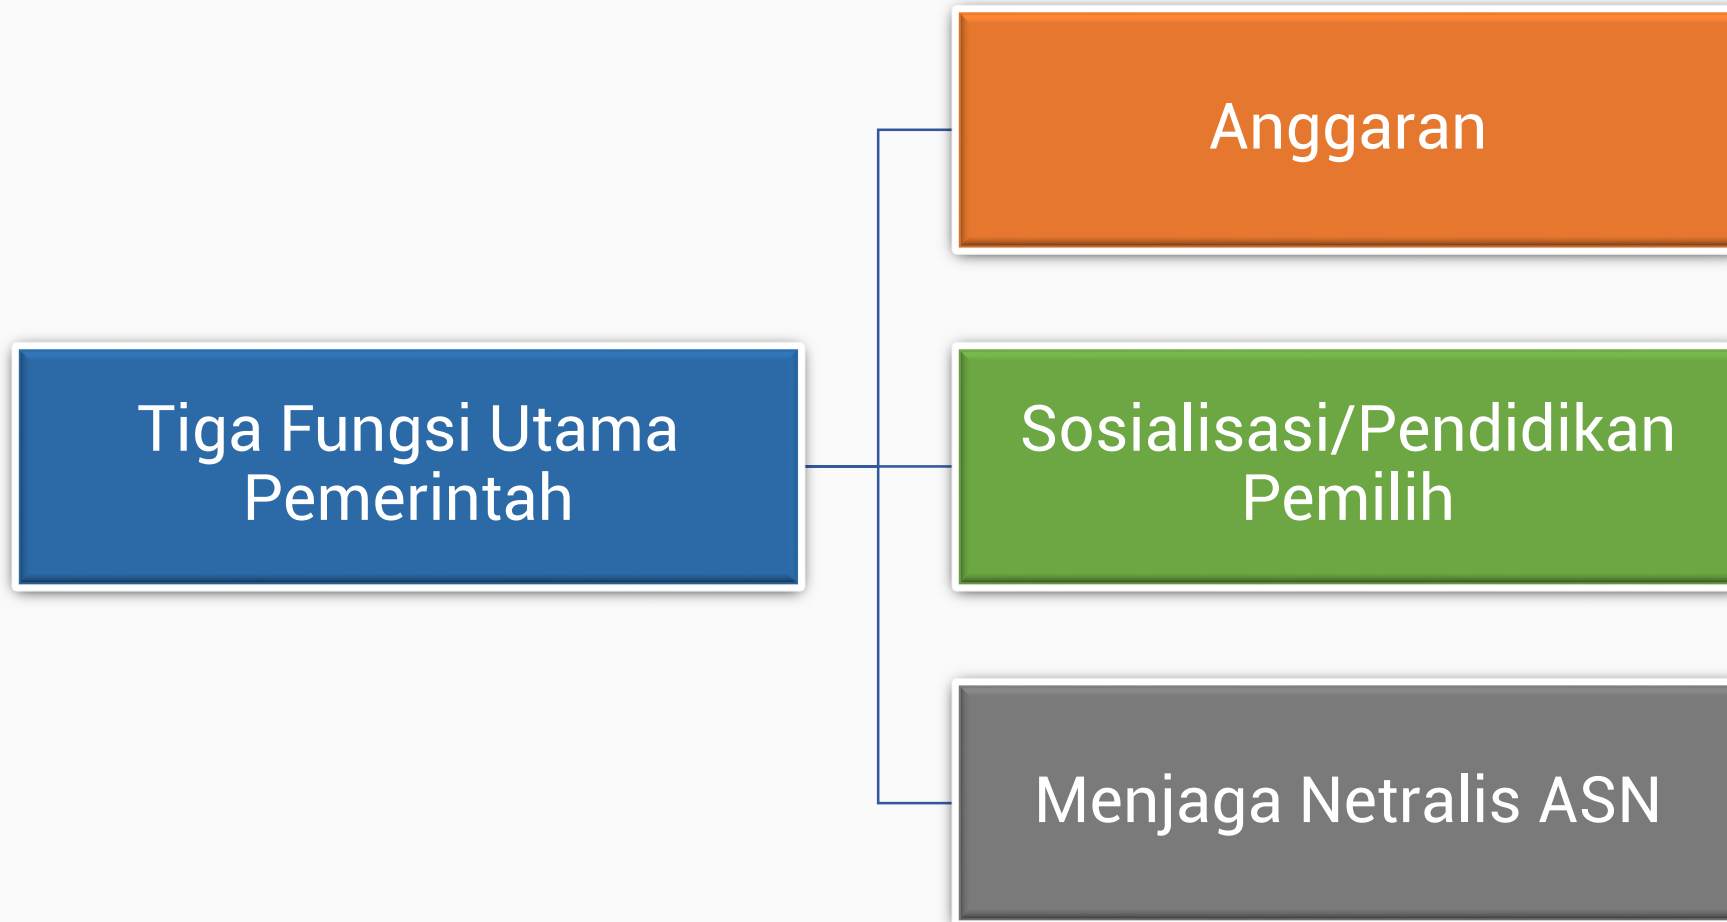 Anggaran
Tiga Fungsi Utama
Pemerintah
Sosialisasi/Pendidikan
Pemilih
Menjaga Netralis ASN